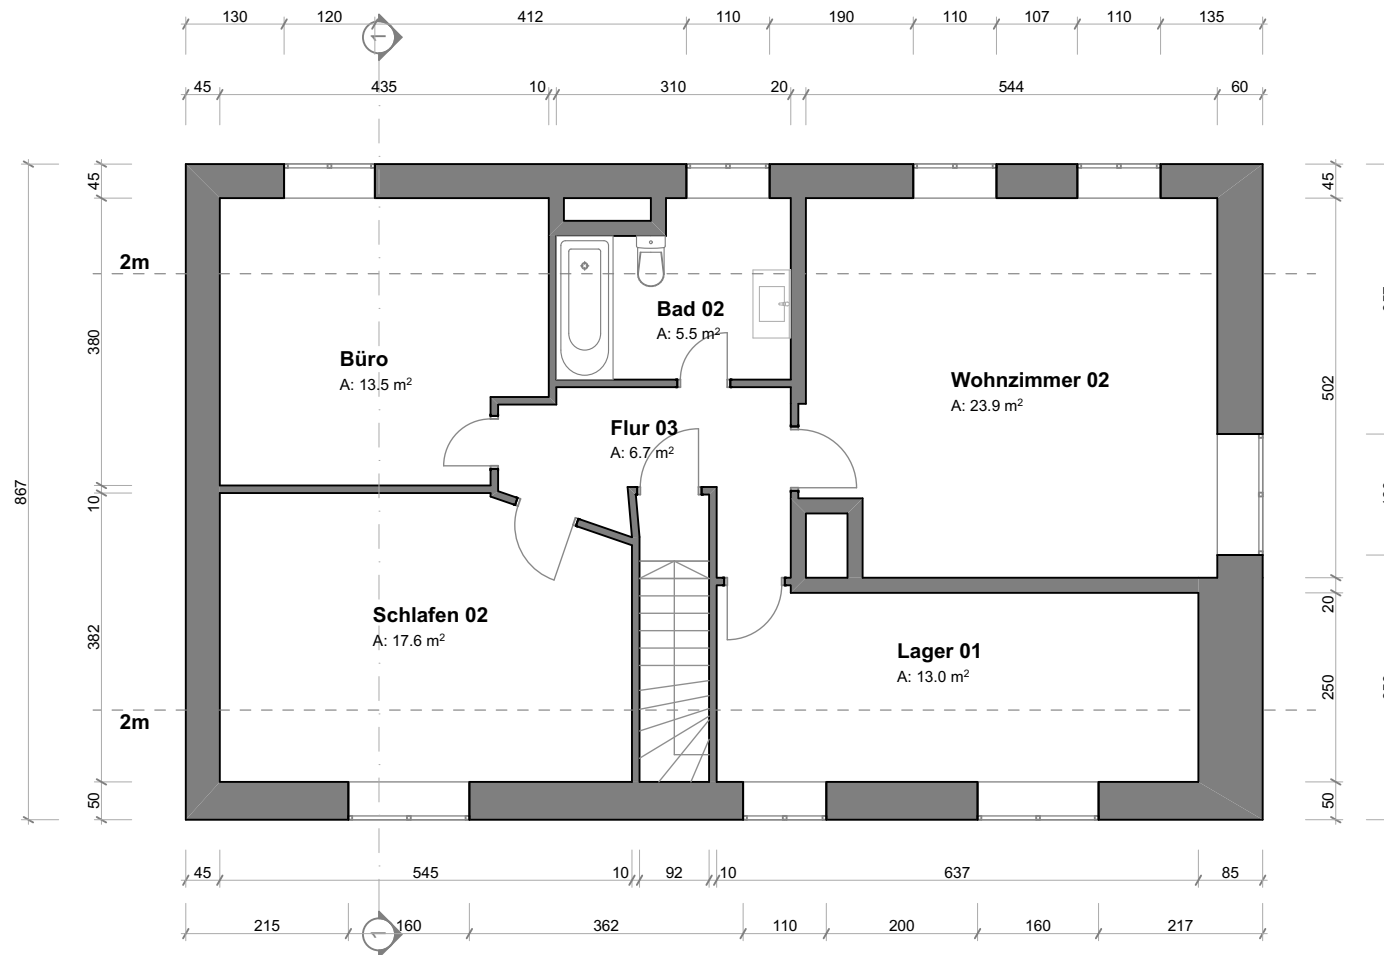 130 120 412 110 190 110 107 110 135
1
45 435 10 310 20 544 60
45
45
2m
Bad 02
A: 5.5 m²
380
Büro
A: 13.5 m²
Wohnzimmer 02
A: 23.9 m²
502
Flur 03
A: 6.7 m²
867
10
Schlafen 02
A: 17.6 m²
382
20
Lager 01
A: 13.0 m²
250
2m
50
50
45 545 10 92 10 637 85
215 160 362 110 200 160 217
1